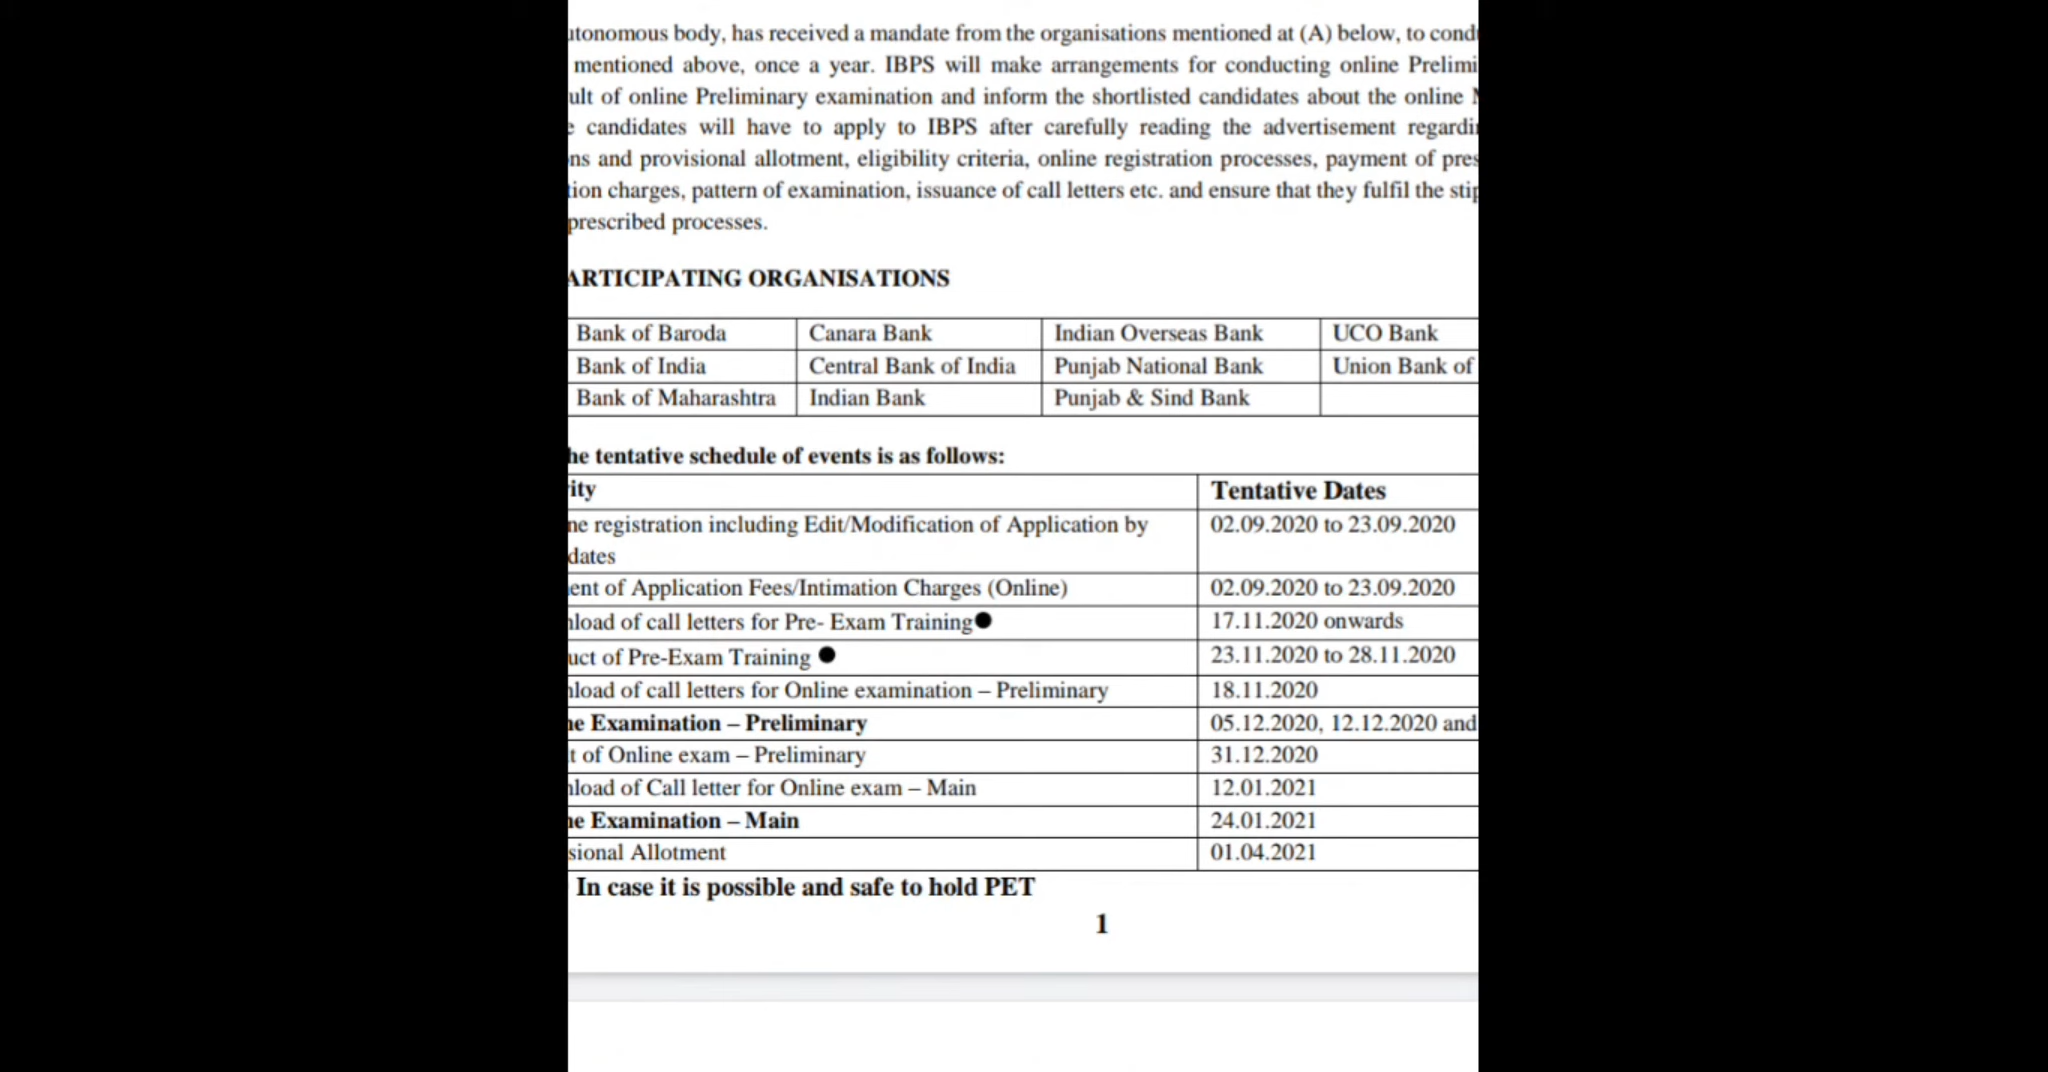 body, has received a mandate from the organisations mentioned at (A) below, to
mentioned above, once a year. IBPS will make arrangements for conducting online
of online Preliminary examination and inform the shortlisted candidates about the online
candidates will have to apply to IBPS after carefully reading the advertisement
and provisional allotment, eligibility criteria, online registration processes, payment of
charges, pattern of examination, issuance of call letters etc. and ensure that they fulfil the
prescribed processes.
ARTICIPATING ORGANISATIONS
Bank of Baroda Canara Bank Indian Overseas Bank UCO Bank
Bank of India Central Bank of India Punjab National Bank Union Bank of
Bank of Maharashtra Indian Bank Punjab & Sind Bank
he tentative schedule of events is as follows:
ity Tentative Dates
ne registration including Edit/Modification of Application by 02.09.2020 to 23.09.2020
dates
ent of Application Fees/Intimation Charges (Online) 02.09.2020 to 23.09.2020
load of call letters for Pre- Exam Training● 17.11.2020 onwards
uct of Pre-Exam Training ● 23.11.2020 to 28.11.2020
load of call letters for Online examination – Preliminary 18.11.2020
ne Examination – Preliminary 05.12.2020, 12.12.2020 and
t of Online exam – Preliminary 31.12.2020
load of Call letter for Online exam – Main 12.01.2021
ne Examination – Main 24.01.2021
sional Allotment 01.04.2021
In case it is possible and safe to hold PET
1